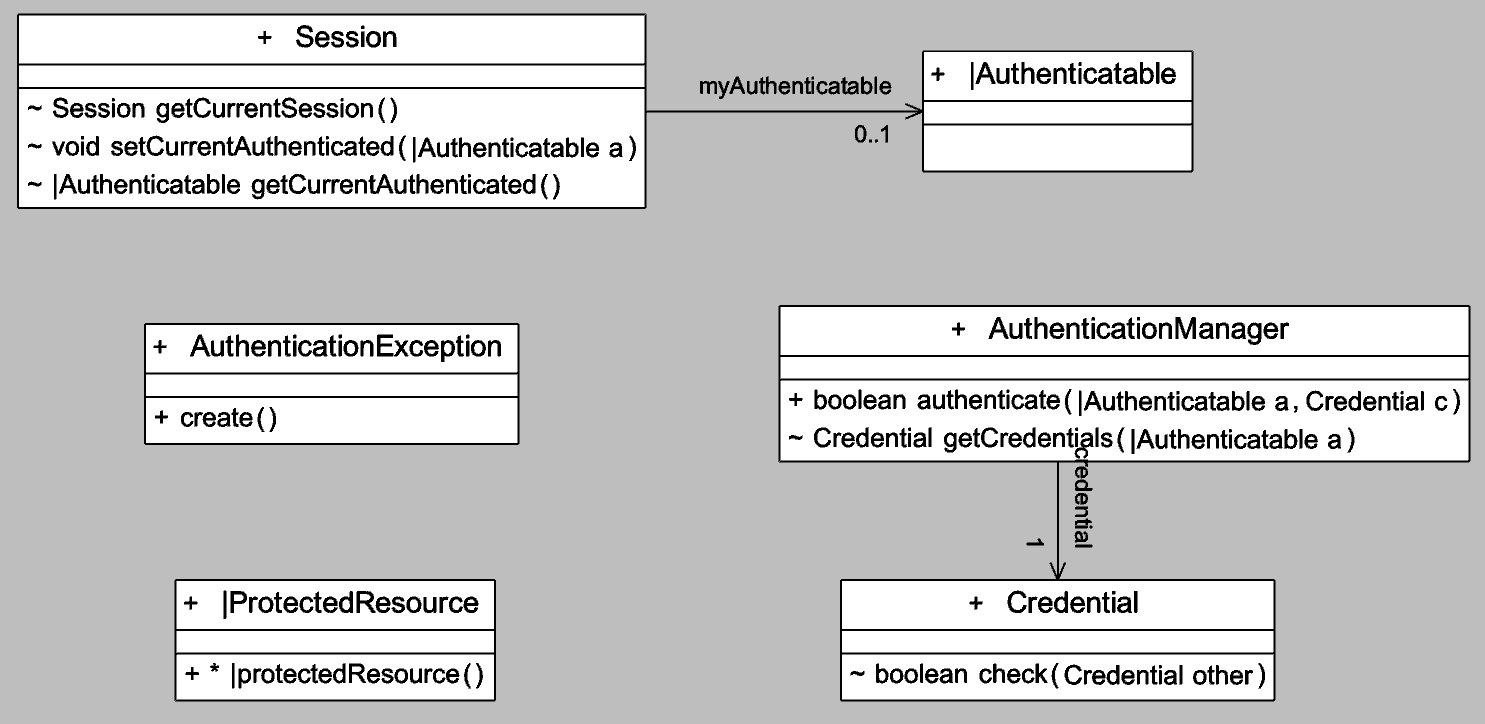 + Session
~ Session getCurrentSession()
~ void setCurrentAuthenticated(|Authenticatable a)
~ |Authenticatable getCurrentAuthenticated()
myAuthenticatable
0..1
+ |Authenticatable
+ AuthenticationException
+ create()
+ AuthenticationManager
+ boolean authenticate(|Authenticatable a, Credential c)
~ Credential getCredentials(|Authenticatable a)
credential
1
+ |ProtectedResource
+ * |protectedResource()
+ Credential
~ boolean check(Credential other)